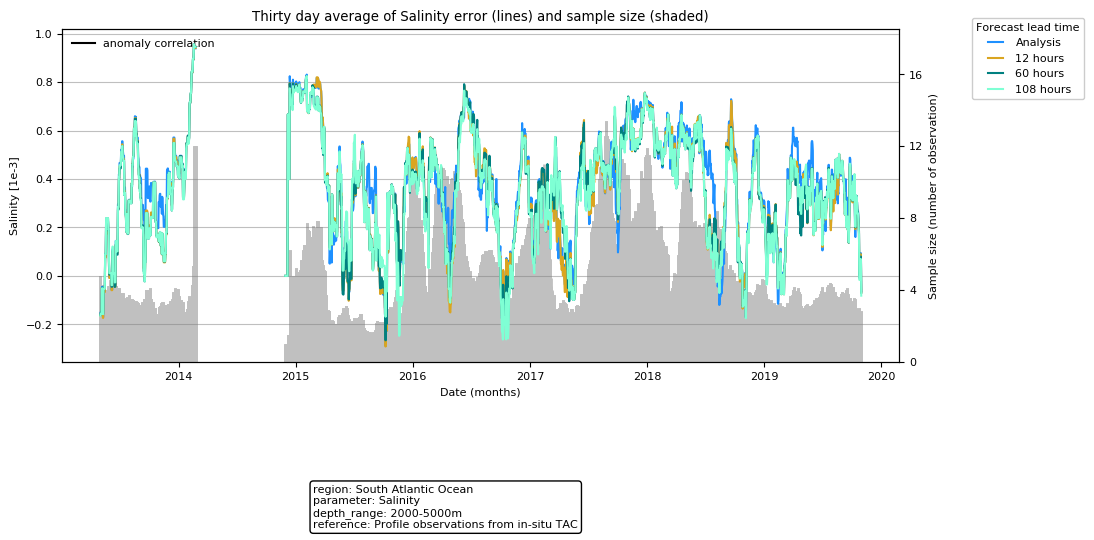 Thirty day average of Salinity error (lines) and sample size (shaded)
anomaly correlation
Salinity [1e-3]
1.0
0.8
0.6
0.4
0.2
0.0
−0.2
16
12
8
4
0
Sample size (number of observation)
2014
2015
2016
2017
2018
2019
2020
Date (months)
Forecast lead time
Analysis
12 hours
60 hours
108 hours
region: South Atlantic Ocean
parameter: Salinity
depth_range: 2000-5000m
reference: Profile observations from in-situ TAC